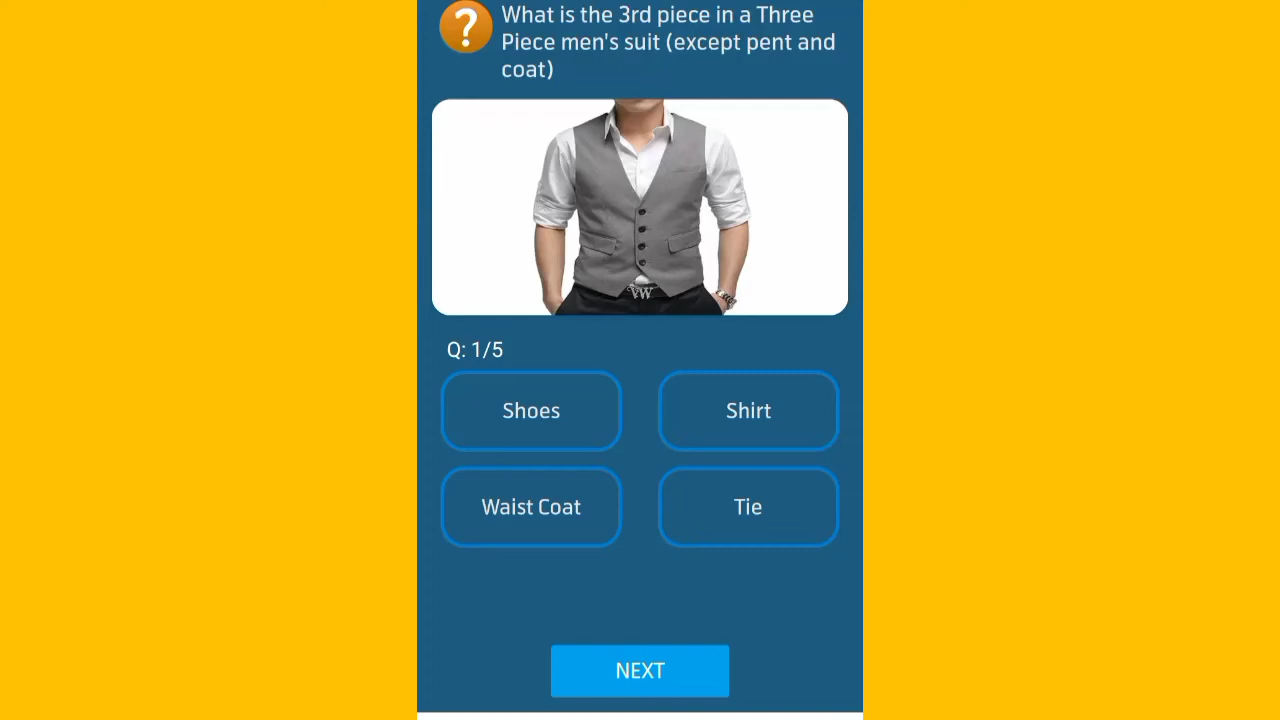 ?
What is the 3rd piece in a Three
Piece men's suit (except pent and
coat)
VW
Q: 1/5
Shoes
Shirt
Waist Coat
Tie
NEXT